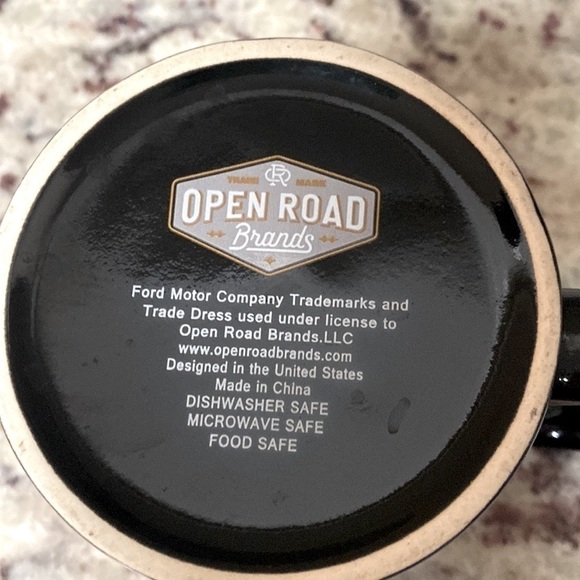 TRADE MARK
OPEN ROAD
Brands
Ford Motor Company Trademarks and
Trade Dress used under license to
Open Road Brands.LLC
www.openroadbrands.com
Designed in the United States
Made in China
DISHWASHER SAFE
MICROWAVE SAFE
FOOD SAFE